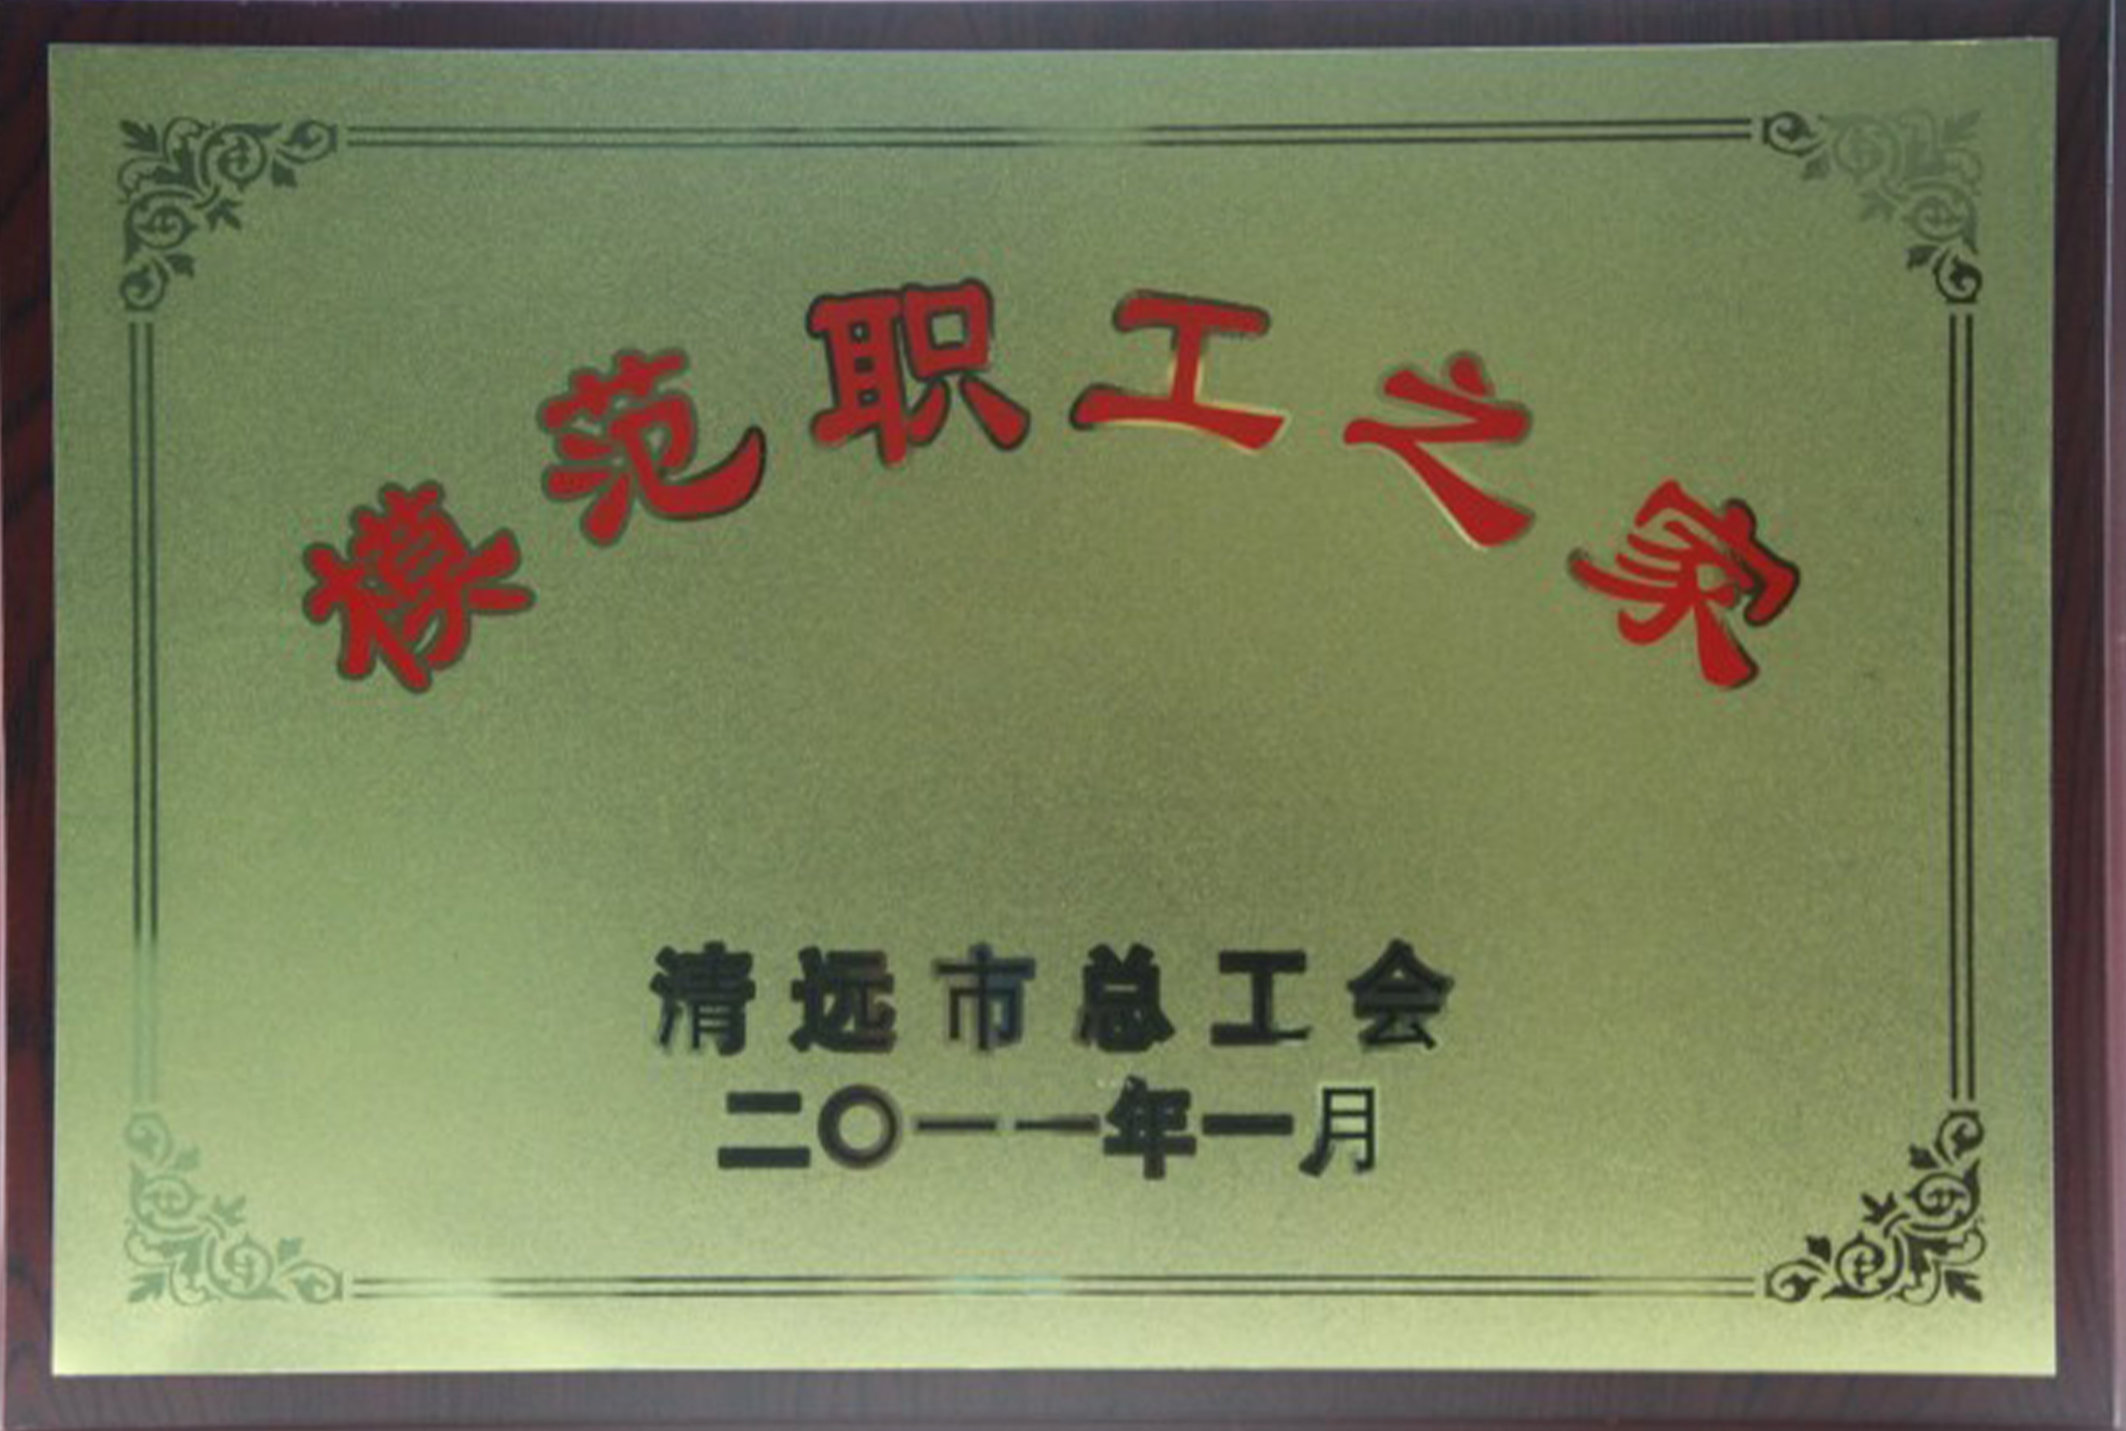 模范职工之家
清远市总工会
二〇一一年一月